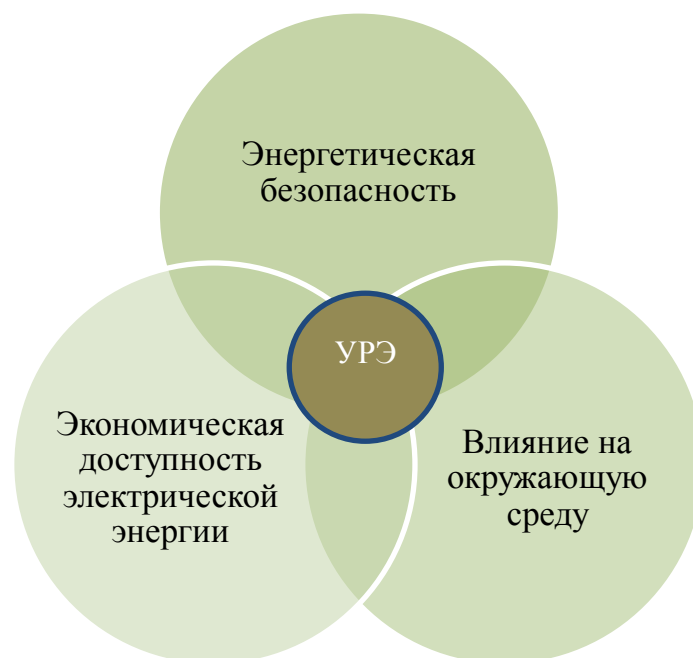 Энергетическая
безопасность
УРЭ
Экономическая
доступность
электрической
энергии
Влияние на
окружающую
среду